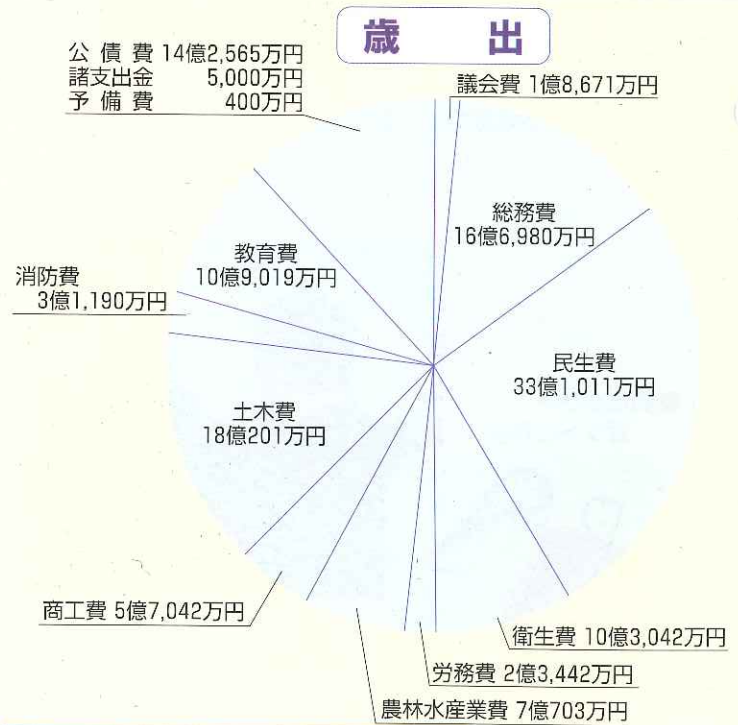 歳 出
公債費 14億2,565万円
諸支出金 5,000万円
予備費 400万円
議会費 1億8,671万円
総務費
16億6,980万円
民生費
33億1,011万円
衛生費 10億3,042万円
労務費 2億3,442万円
農林水産業費 7億703万円
商工費 5億7,042万円
土木費
18億201万円
消防費
3億1,190万円
教育費
10億9,019万円